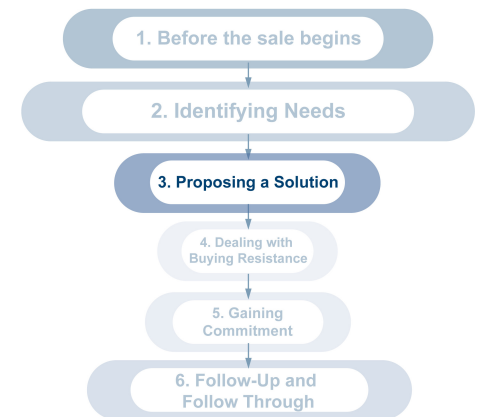 1. Before the sale begins
2. Identifying Needs
3. Proposing a Solution
4. Dealing with
Buying Resistance
5. Gaining
Commitment
6. Follow-Up and
Follow Through